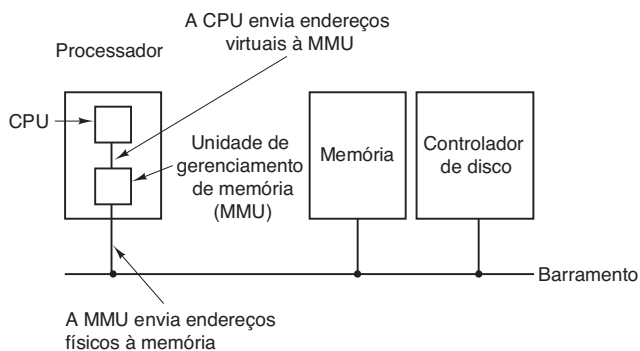 A CPU envia endereços
virtuais à MMU
Processador
CPU
Unidade de
gerenciamento
de memória
(MMU)
Memória
Controlador
de disco
Barramento
A MMU envia endereços
físicos à memória